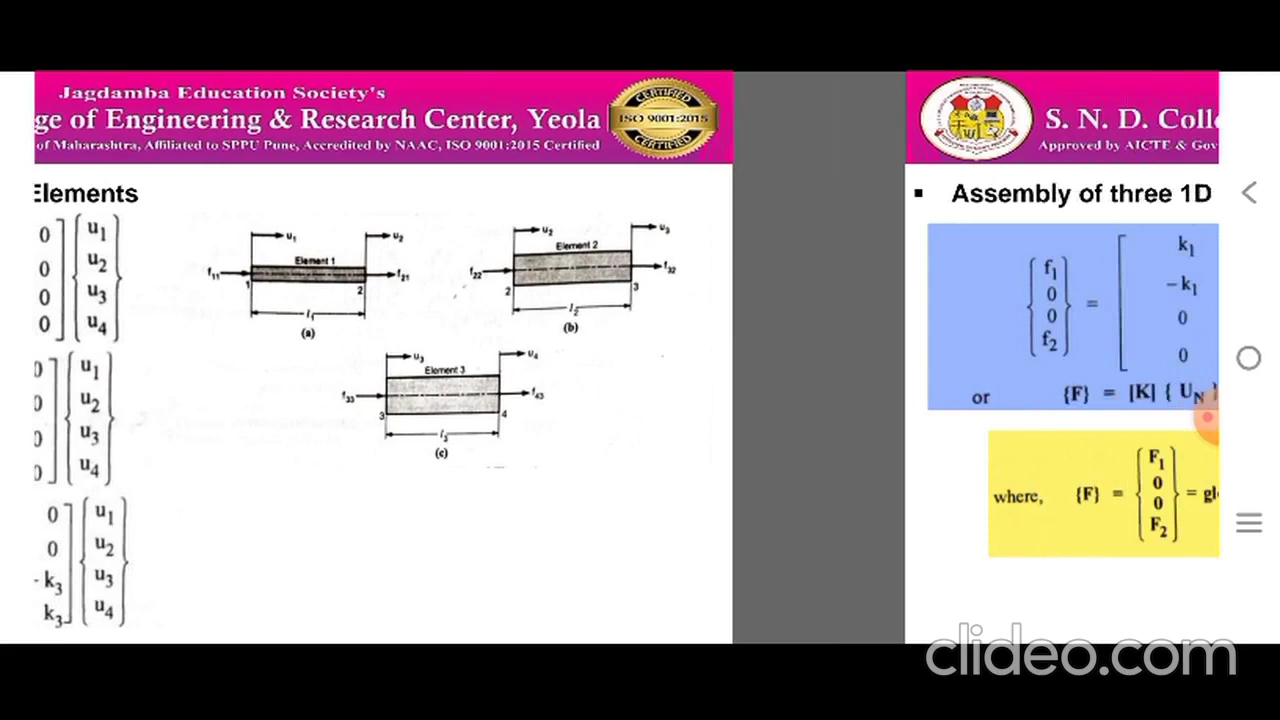 Jagdamba Education Society's
ge of Engineering & Research Center, Yeola
of Maharashtra, Affiliated to SPPU Pune, Accredited by NAAC, ISO 9001:2015 Certified
CERTIFIED
ISO 9001:2015
CERTIFIED
Elements
0 u1
0 u2
0 u3
0 u4
0 u1
0 u2
0 u3
0 u4
0 u1
0 u2
- k3 u3
k3 u4
u1 u2
Element 1
f11 f21
1 2
l1
(a)
u2 u3
Element 2
f22 f32
2 3
l2
(b)
u3 u4
Element 3
f33 f43
3 4
l3
(c)
S. N. D. Coll
Approved by AICTE & Gov
▪ Assembly of three 1D
f1 k1
0 = - k1
0 0
f2 0
or {F} = [K] { UN }
where, {F} = F1 0 0 F2 = gl
clideo.com